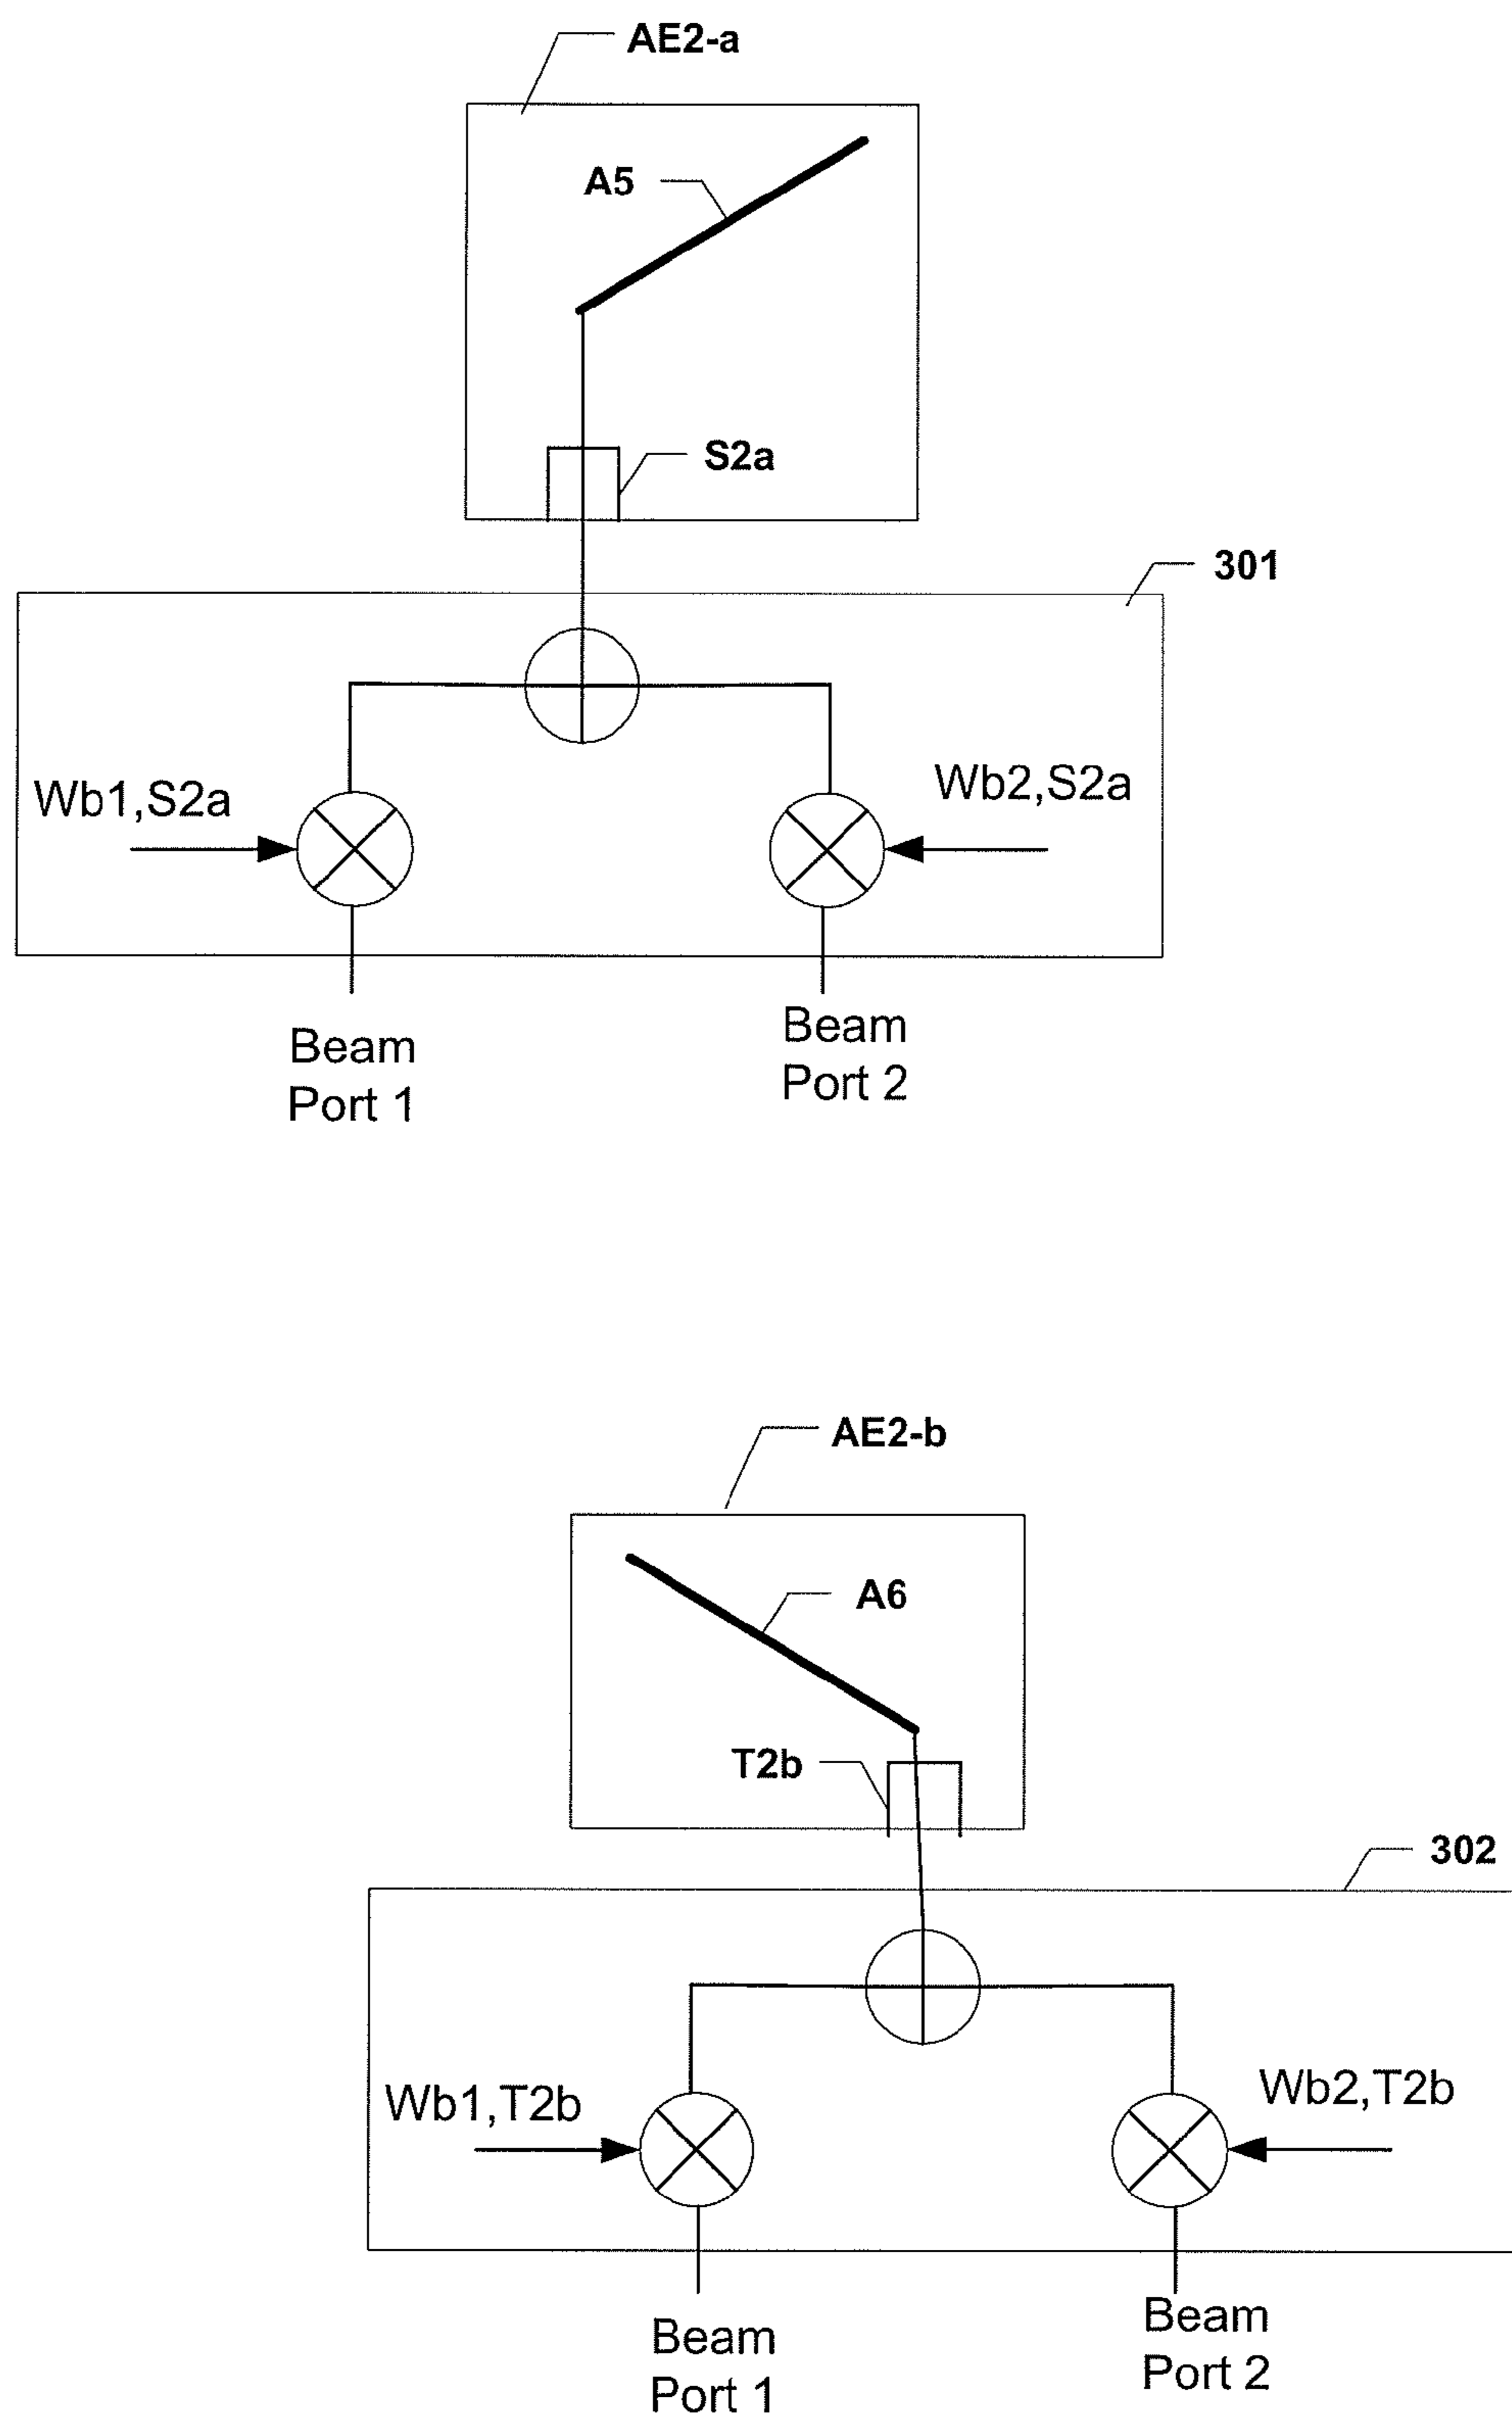 AE2-a
A5
S2a
301
Wb1,S2a
Wb2,S2a
Beam
Port 1
Beam
Port 2
AE2-b
A6
T2b
302
Wb1,T2b
Wb2,T2b
Beam
Port 1
Beam
Port 2